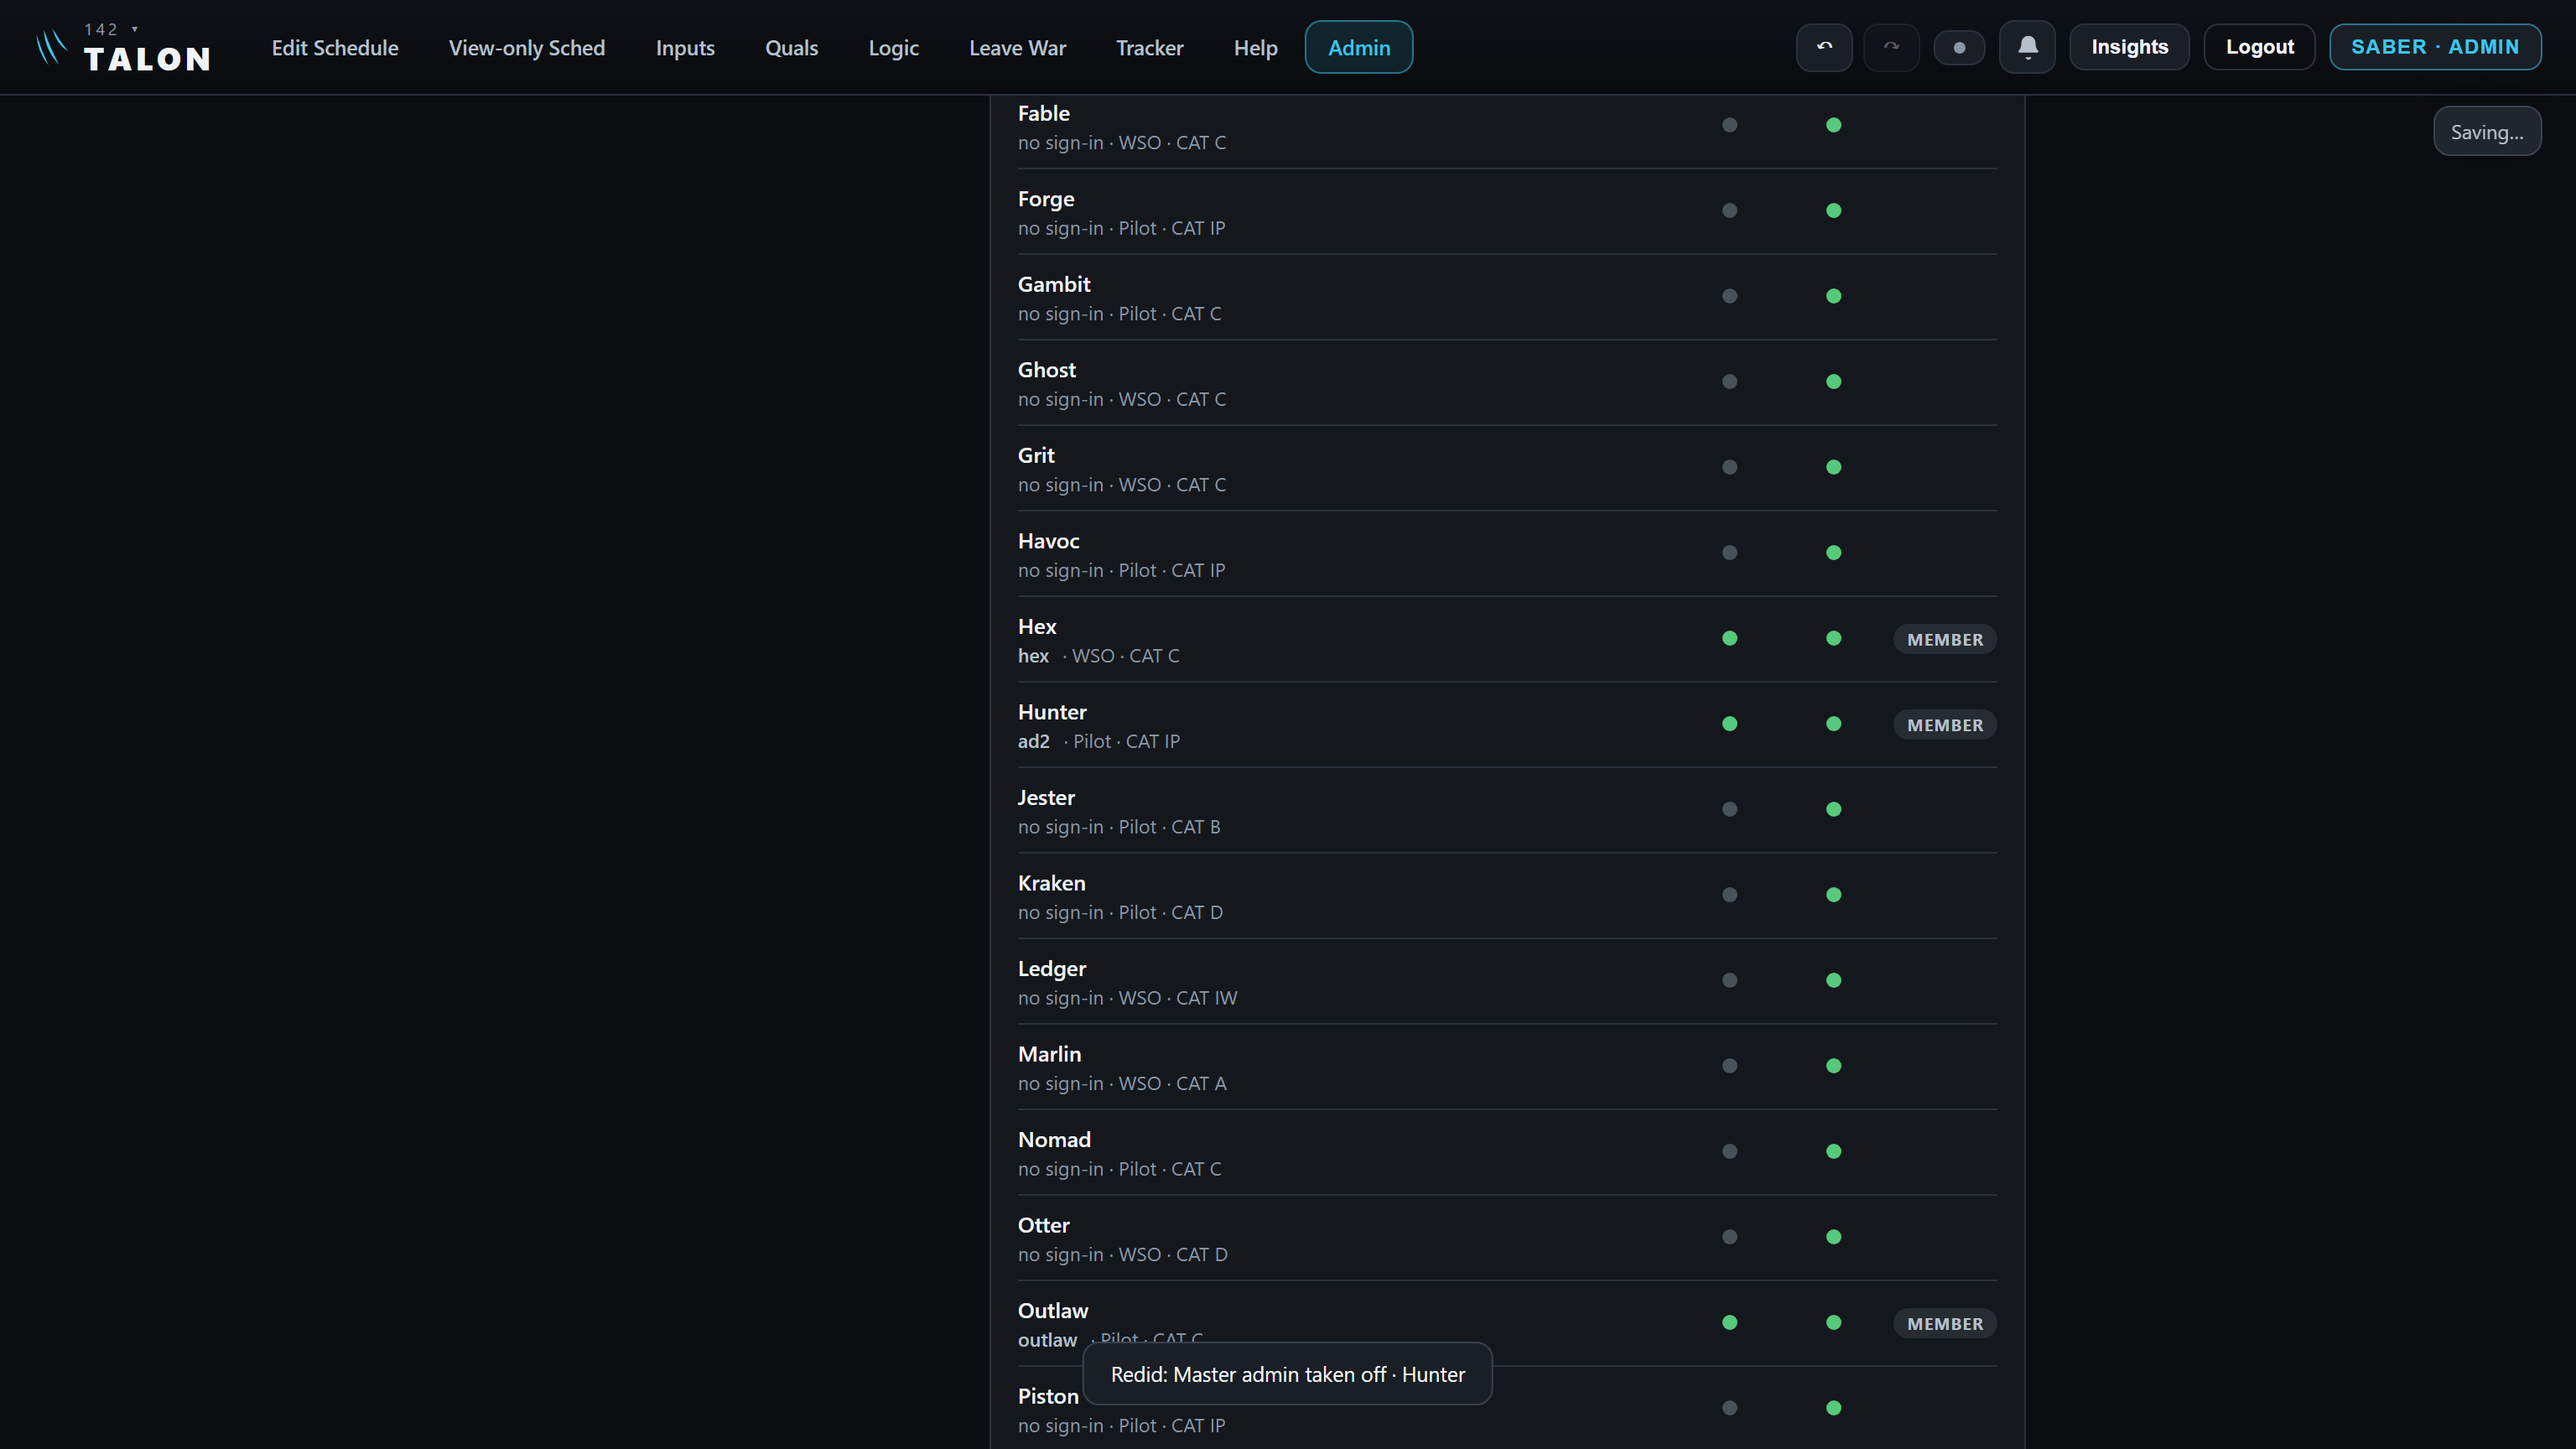 142 ▾
TALON
Edit Schedule
View-only Sched
Inputs
Quals
Logic
Leave War
Tracker
Help
Admin
Insights
Logout
SABER · ADMIN
Saving...
Fable
no sign-in · WSO · CAT C
Forge
no sign-in · Pilot · CAT IP
Gambit
no sign-in · Pilot · CAT C
Ghost
no sign-in · WSO · CAT C
Grit
no sign-in · WSO · CAT C
Havoc
no sign-in · Pilot · CAT IP
Hex
hex · WSO · CAT C
MEMBER
Hunter
ad2 · Pilot · CAT IP
MEMBER
Jester
no sign-in · Pilot · CAT B
Kraken
no sign-in · Pilot · CAT D
Ledger
no sign-in · WSO · CAT IW
Marlin
no sign-in · WSO · CAT A
Nomad
no sign-in · Pilot · CAT C
Otter
no sign-in · WSO · CAT D
Outlaw
outlaw · Pilot · CAT C
MEMBER
Redid: Master admin taken off · Hunter
Piston
no sign-in · Pilot · CAT IP